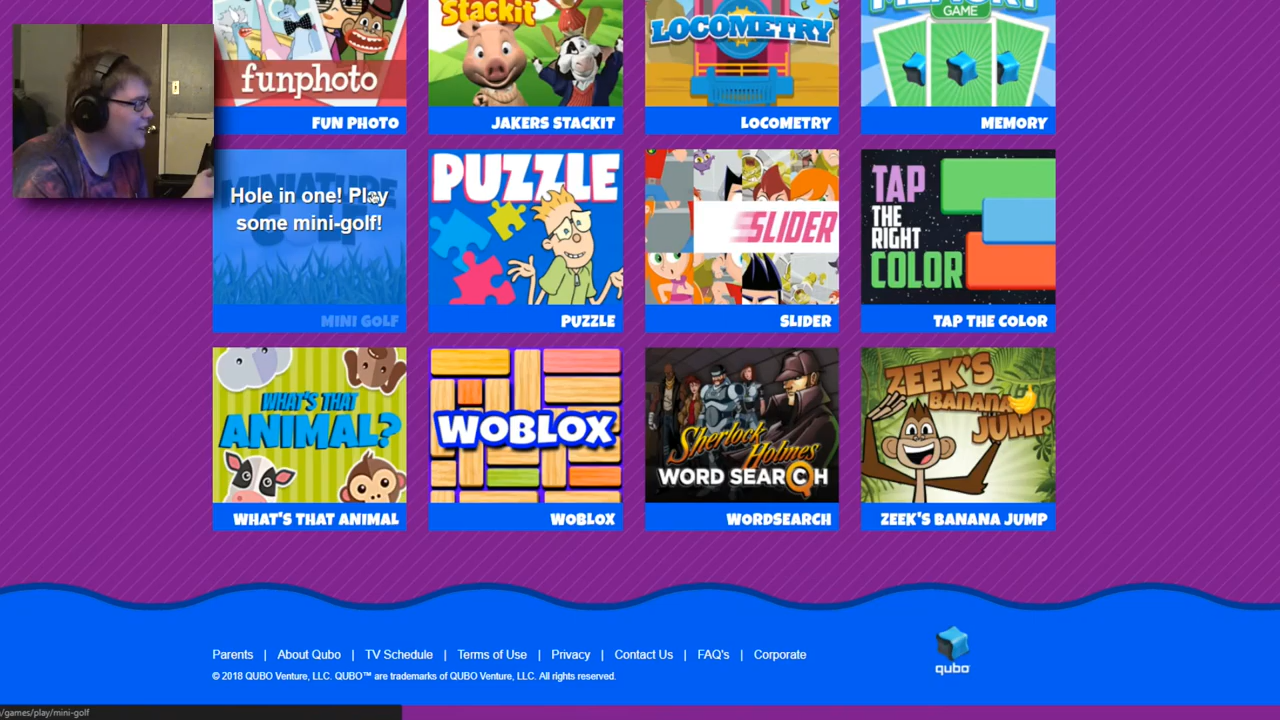 Stackit
LOCOMETRY
MEMORY
GAME
funphoto
FUN PHOTO
JAKERS STACKIT
LOCOMETRY
MEMORY
Hole in one! Play
some mini-golf!
MINIATURE
GOLF
MINI GOLF
PUZZLE
PUZZLE
SLIDER
SLIDER
TAP
THE
RIGHT
COLOR
TAP THE COLOR
WHAT'S THAT
ANIMAL?
WHAT'S THAT ANIMAL
WOBLOX
WOBLOX
Sherlock
Holmes
WORD SEARCH
WORDSEARCH
ZEEK'S
BANANA
JUMP
ZEEK'S BANANA JUMP
Parents | About Qubo | TV Schedule | Terms of Use | Privacy | Contact Us | FAQ's | Corporate
qubo
© 2018 QUBO Venture, LLC. QUBO™ are trademarks of QUBO Venture, LLC. All rights reserved.
/games/play/mini-golf